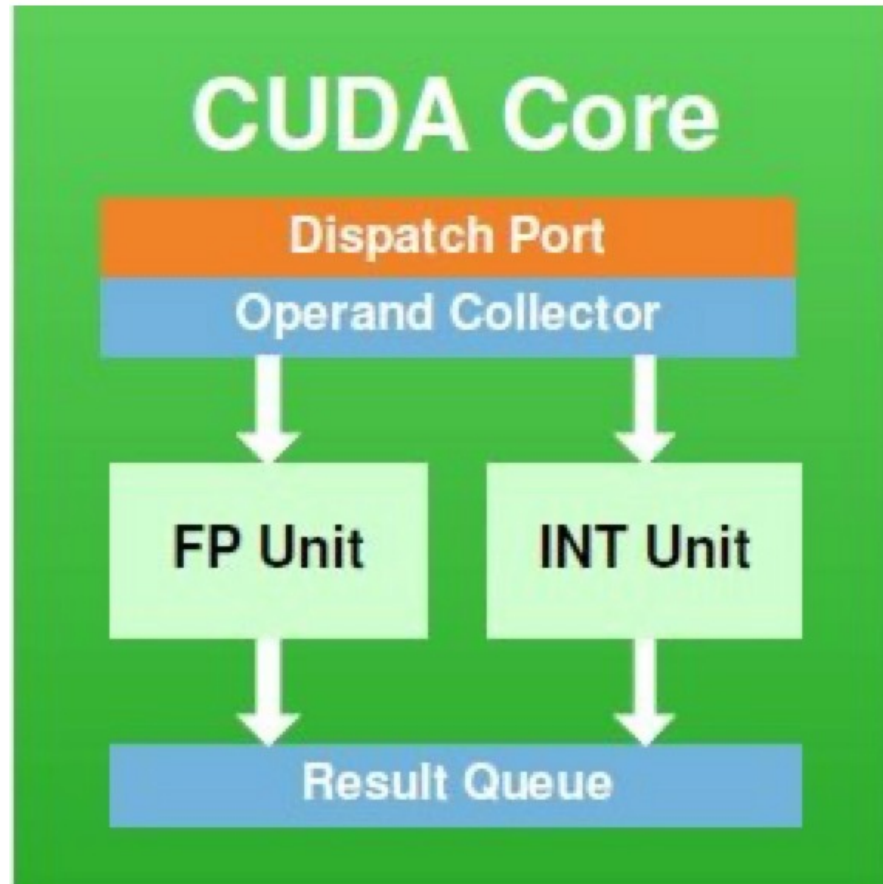 CUDA Core
Dispatch Port
Operand Collector
FP Unit
INT Unit
Result Queue